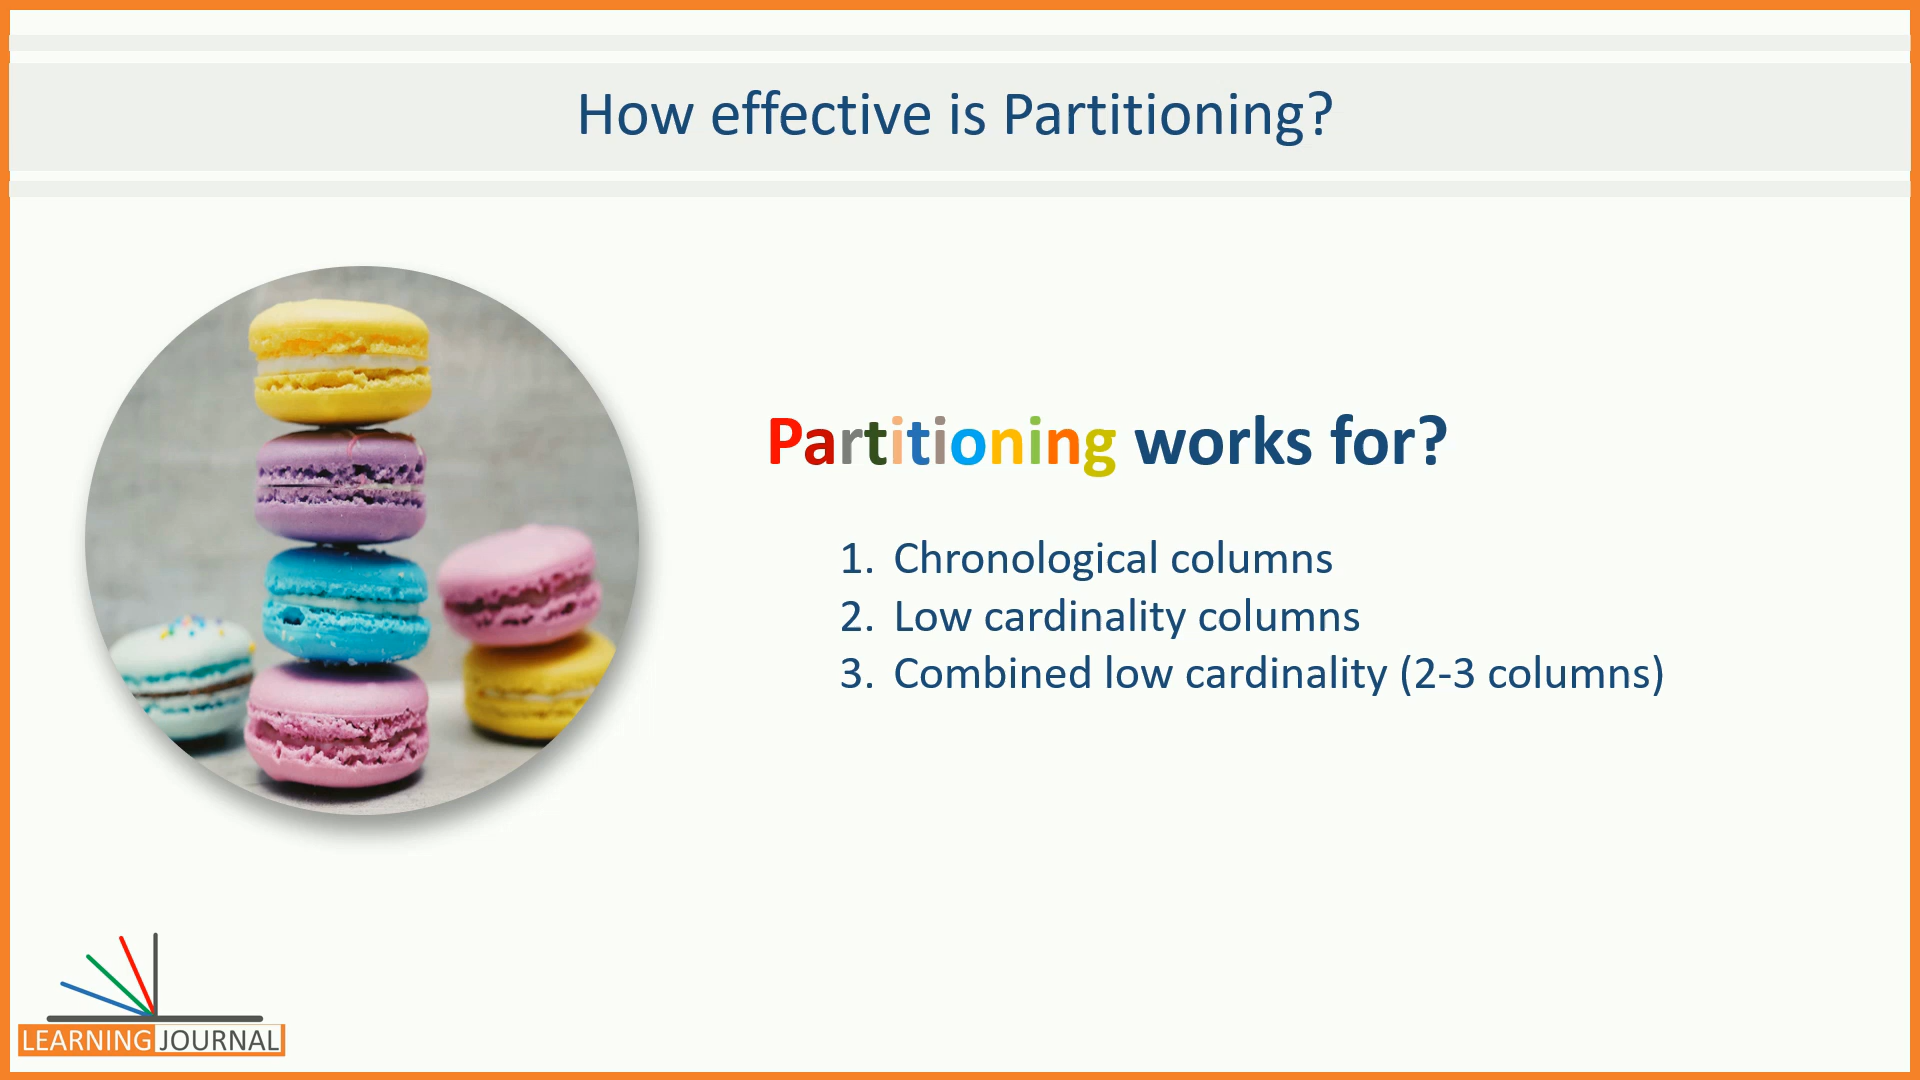 How effective is Partitioning?
Partitioning works for?
1. Chronological columns
2. Low cardinality columns
3. Combined low cardinality (2-3 columns)
LEARNING JOURNAL